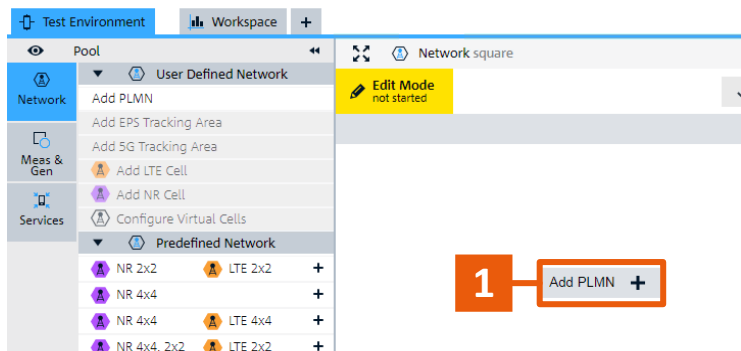 Test Environment
Workspace +
Pool
Network square
User Defined Network
Network
Edit Mode
not started
Add PLMN
Add EPS Tracking Area
Add 5G Tracking Area
Meas &
Gen
Add LTE Cell
Add NR Cell
Services
Configure Virtual Cells
Predefined Network
NR 2x2 LTE 2x2 +
NR 4x4 +
NR 4x4 LTE 4x4 +
NR 4x4, 2x2 LTE 2x2 +
1
Add PLMN +